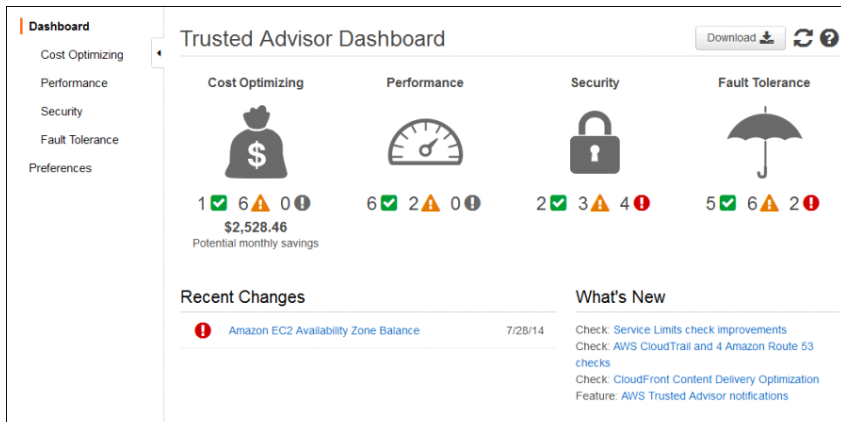 Dashboard
Cost Optimizing
Performance
Security
Fault Tolerance
Preferences
Trusted Advisor Dashboard
Download
Cost Optimizing
$
1 6 0
$2,528.46
Potential monthly savings
Performance
6 2 0
Security
2 3 4
Fault Tolerance
5 6 2
Recent Changes
Amazon EC2 Availability Zone Balance 7/28/14
What's New
Check: Service Limits check improvements
Check: AWS CloudTrail and 4 Amazon Route 53
checks
Check: CloudFront Content Delivery Optimization
Feature: AWS Trusted Advisor notifications